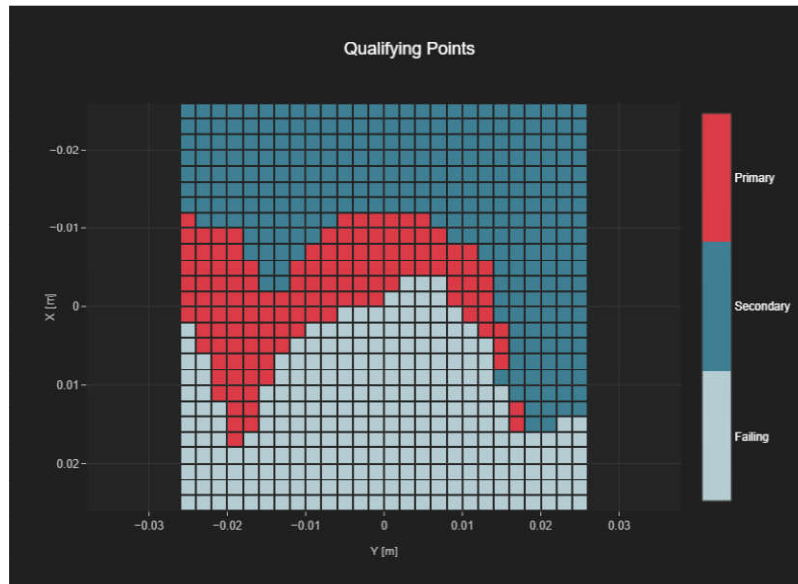 Qualifying Points
−0.02
−0.01
0
0.01
0.02
X [m]
−0.03
−0.02
−0.01
0
0.01
0.02
0.03
Y [m]
Primary
Secondary
Failing